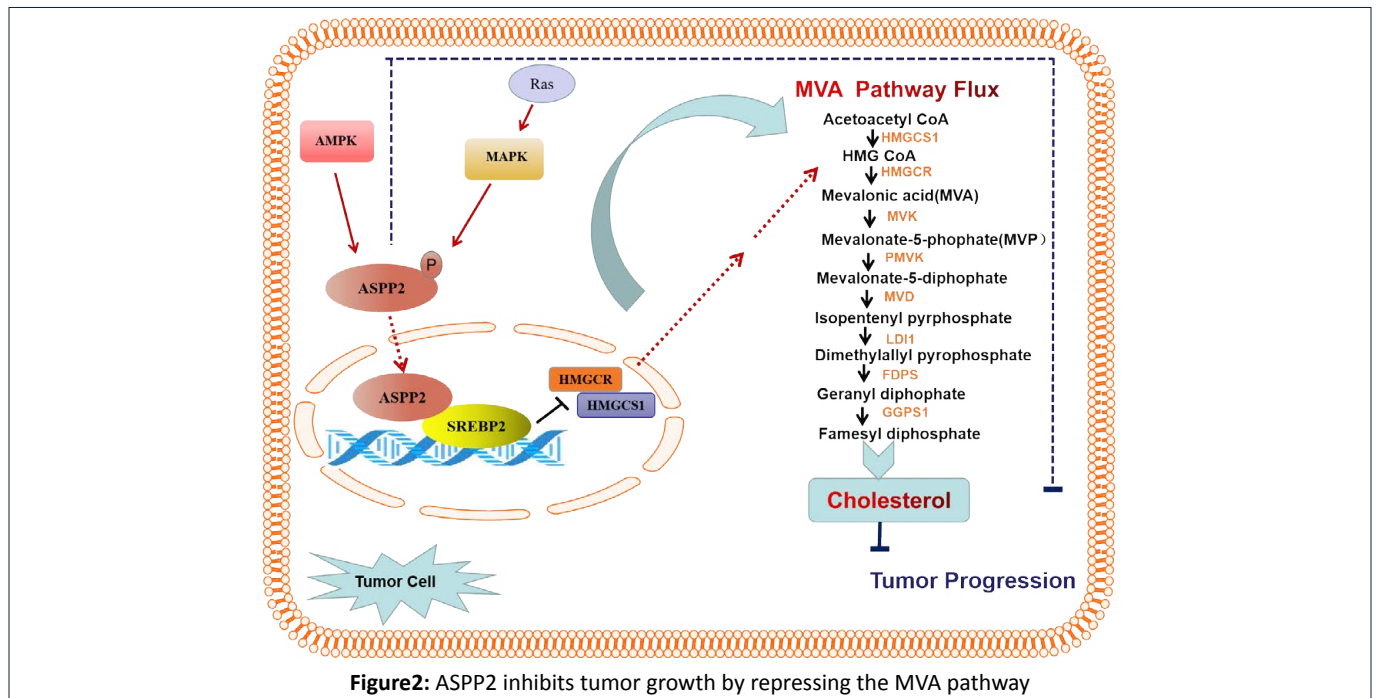 Ras
AMPK
MAPK
P
ASPP2
ASPP2
SREBP2
HMGCR
HMGCS1
Tumor Cell
MVA Pathway Flux
Acetoacetyl CoA
HMGCS1
HMG CoA
HMGCR
Mevalonic acid(MVA)
MVK
Mevalonate-5-phophate(MVP）
PMVK
Mevalonate-5-diphophate
MVD
Isopentenyl pyrphosphate
LDI1
Dimethylallyl pyrophosphate
FDPS
Geranyl diphophate
GGPS1
Famesyl diphosphate
Cholesterol
Tumor Progression
Figure2: ASPP2 inhibits tumor growth by repressing the MVA pathway